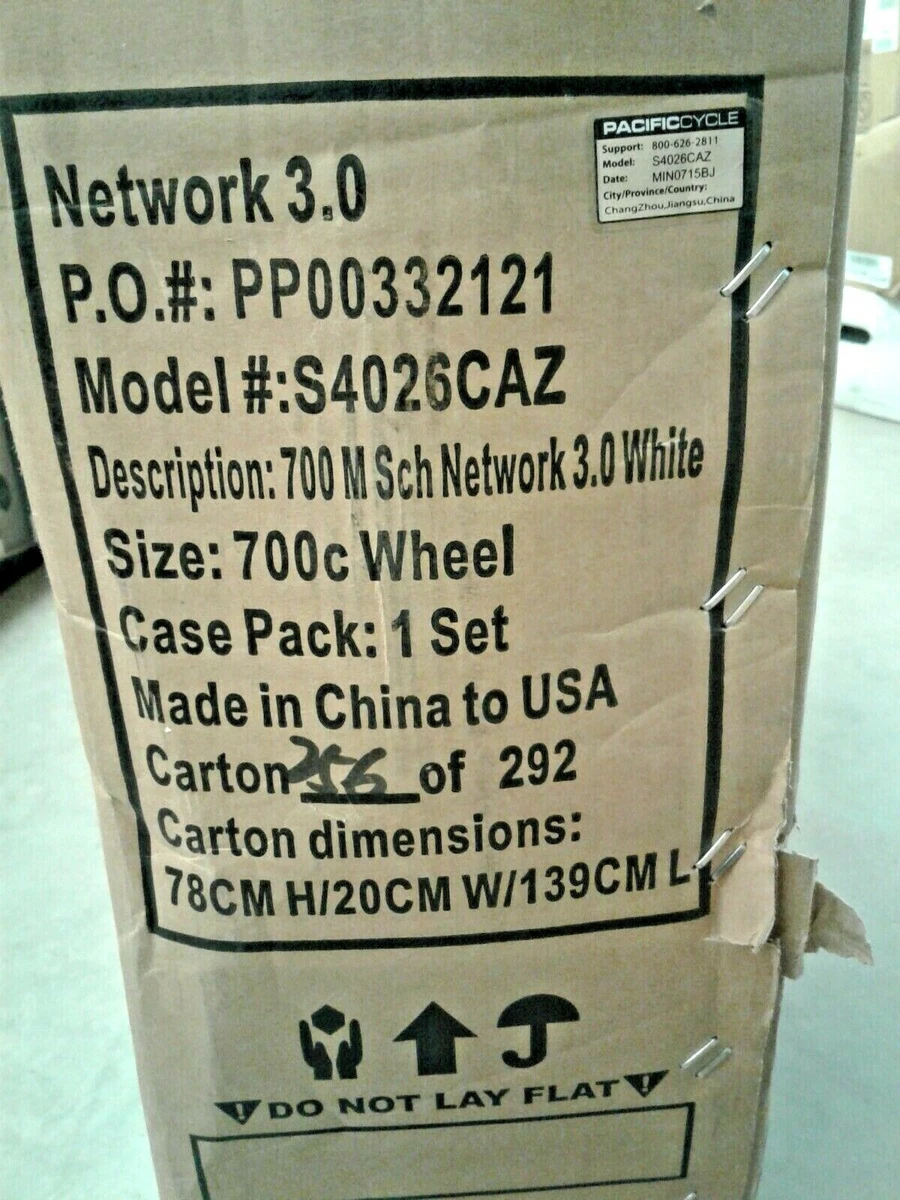 PACIFICCYCLE
Support: 800-626-2811
Model: S4026CAZ
Date: MIN0715BJ
City/Province/Country:
ChangZhou,Jiangsu,China
Network 3.0
P.O.#: PP00332121
Model #:S4026CAZ
Description: 700 M Sch Network 3.0 White
Size: 700c Wheel
Case Pack: 1 Set
Made in China to USA
Carton 256 of 292
Carton dimensions:
78CM H/20CM W/139CM L
DO NOT LAY FLAT